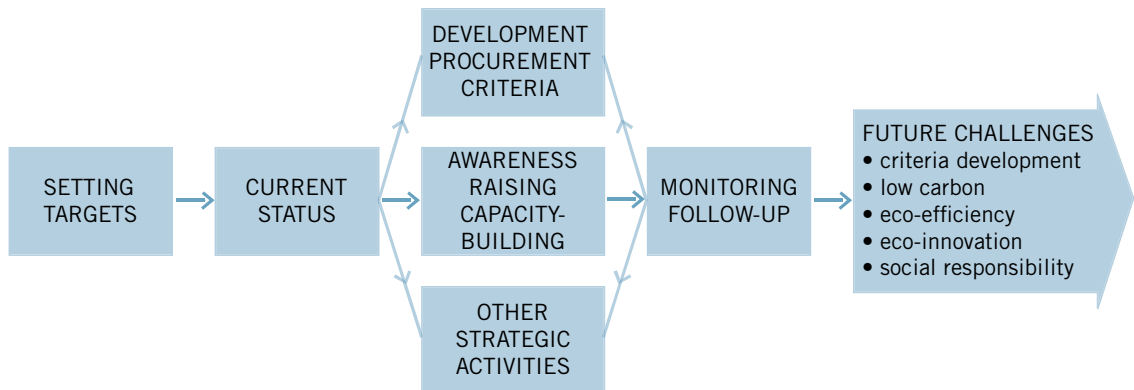 SETTING
TARGETS
CURRENT
STATUS
DEVELOPMENT
PROCUREMENT
CRITERIA
AWARENESS
RAISING
CAPACITY-
BUILDING
OTHER
STRATEGIC
ACTIVITIES
MONITORING
FOLLOW-UP
FUTURE CHALLENGES
• criteria development
• low carbon
• eco-efficiency
• eco-innovation
• social responsibility